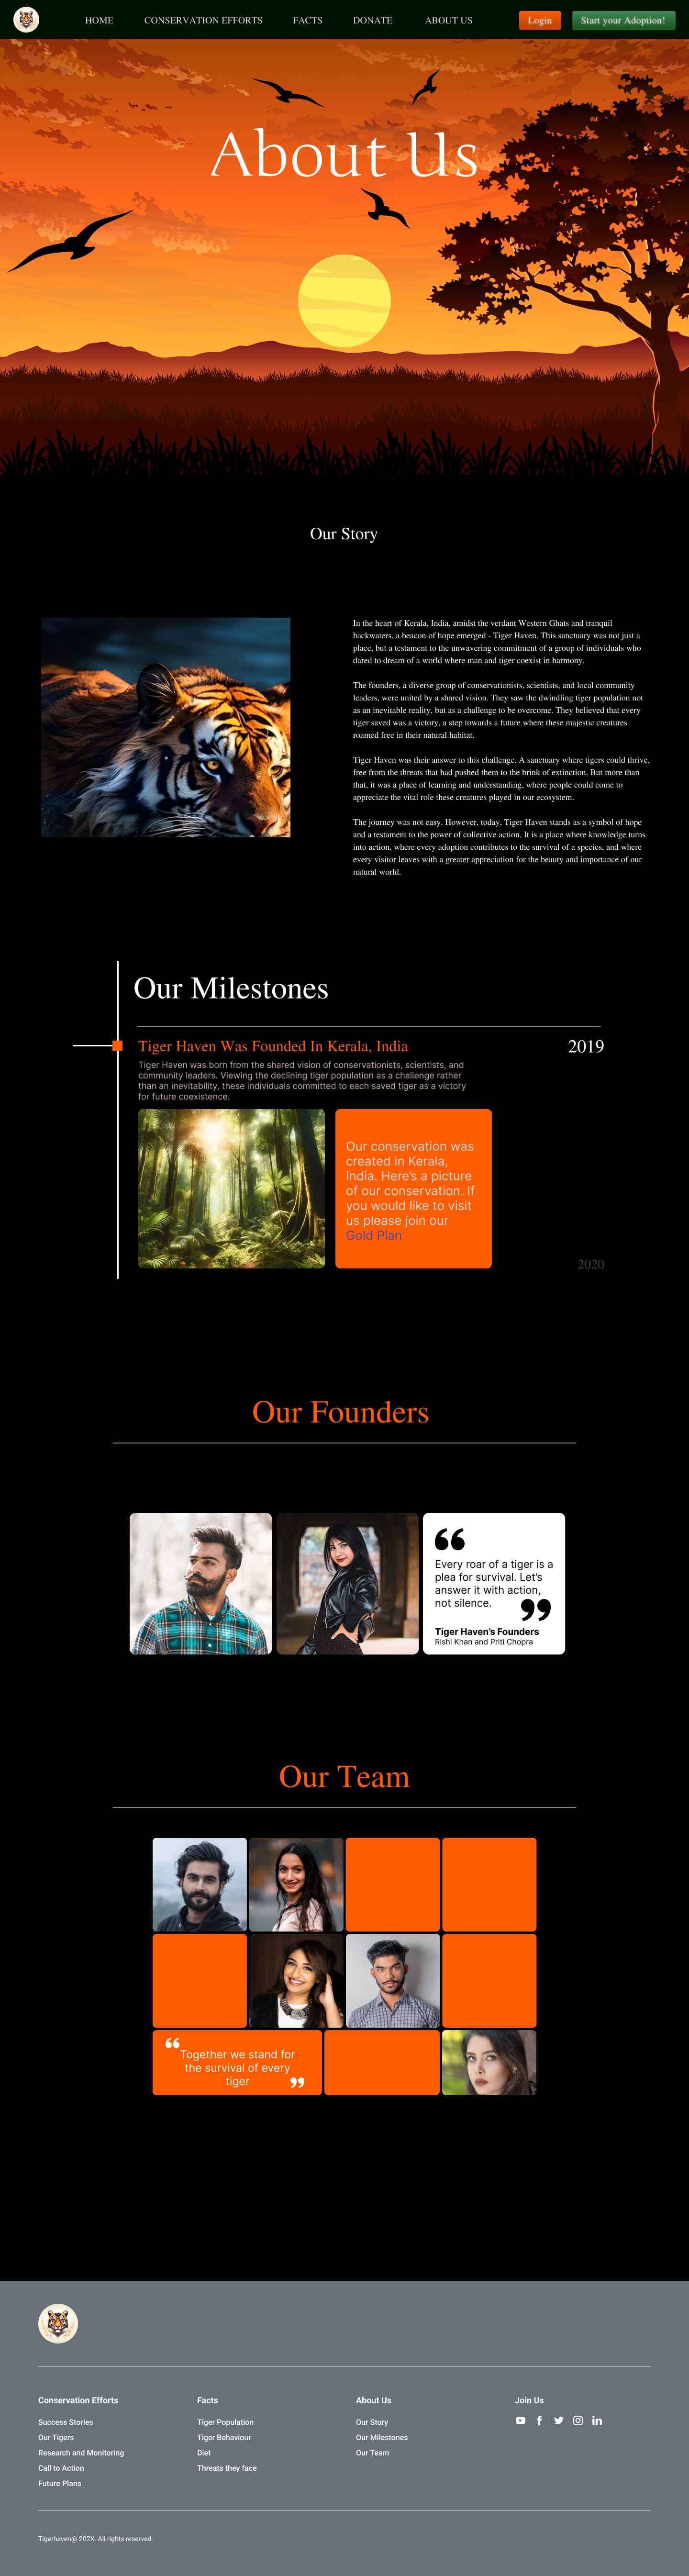 HOME CONSERVATION EFFORTS FACTS DONATE ABOUT US Login Start your Adoption!
About Us
Our Story
In the heart of Kerala, India, amidst the verdant Western Ghats and tranquil
backwaters, a beacon of hope emerged - Tiger Haven. This sanctuary was not just a
place, but a testament to the unwavering commitment of a group of individuals who
dared to dream of a world where man and tiger coexist in harmony.
The founders, a diverse group of conservationists, scientists, and local community
leaders, were united by a shared vision. They saw the dwindling tiger population not
as an inevitable reality, but as a challenge to be overcome. They believed that every
tiger saved was a victory, a step towards a future where these majestic creatures
roamed free in their natural habitat.
Tiger Haven was their answer to this challenge. A sanctuary where tigers could thrive,
free from the threats that had pushed them to the brink of extinction. But more than
that, it was a place of learning and understanding, where people could come to
appreciate the vital role these creatures played in our ecosystem.
The journey was not easy. However, today, Tiger Haven stands as a symbol of hope
and a testament to the power of collective action. It is a place where knowledge turns
into action, where every adoption contributes to the survival of a species, and where
every visitor leaves with a greater appreciation for the beauty and importance of our
natural world.
Our Milestones
Tiger Haven Was Founded In Kerala, India 2019
Tiger Haven was born from the shared vision of conservationists, scientists, and
community leaders. Viewing the declining tiger population as a challenge rather
than an inevitability, these individuals committed to each saved tiger as a victory
for future coexistence.
Our conservation was
created in Kerala,
India. Here's a picture
of our conservation. If
you would like to visit
us please join our
Gold Plan
2020
Our Founders
“
Every roar of a tiger is a
plea for survival. Let's
answer it with action,
not silence. ”
Tiger Haven's Founders
Rishi Khan and Priti Chopra
Our Team
“ Together we stand for
the survival of every
tiger ”
Conservation Efforts
Success Stories
Our Tigers
Research and Monitoring
Call to Action
Future Plans
Facts
Tiger Population
Tiger Behaviour
Diet
Threats they face
About Us
Our Story
Our Milestones
Our Team
Join Us
Tigerhaven@ 202X. All rights reserved.